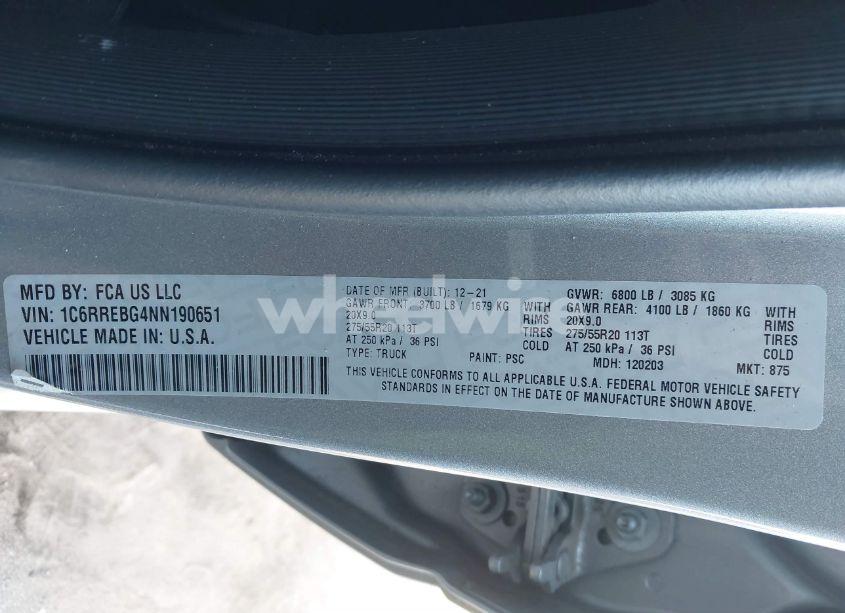 MFD BY: FCA US LLC
VIN: 1C6RREBG4NN190651
VEHICLE MADE IN: U.S.A.
DATE OF MFR (BUILT): 12-21
GAWR FRONT: 3700 LB / 1679 KG WITH
20X9.0 RIMS
275/55R20 113T TIRES
AT 250 kPa / 36 PSI COLD
TYPE: TRUCK PAINT: PSC
GVWR: 6800 LB / 3085 KG
GAWR REAR: 4100 LB / 1860 KG WITH
20X9.0 RIMS
275/55R20 113T TIRES
AT 250 kPa / 36 PSI COLD
MDH: 120203 MKT: 875
THIS VEHICLE CONFORMS TO ALL APPLICABLE U.S.A. FEDERAL MOTOR VEHICLE SAFETY
STANDARDS IN EFFECT ON THE DATE OF MANUFACTURE SHOWN ABOVE.